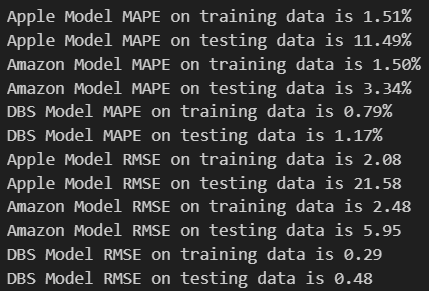 Apple Model MAPE on training data is 1.51%
Apple Model MAPE on testing data is 11.49%
Amazon Model MAPE on training data is 1.50%
Amazon Model MAPE on testing data is 3.34%
DBS Model MAPE on training data is 0.79%
DBS Model MAPE on testing data is 1.17%
Apple Model RMSE on training data is 2.08
Apple Model RMSE on testing data is 21.58
Amazon Model RMSE on training data is 2.48
Amazon Model RMSE on testing data is 5.95
DBS Model RMSE on training data is 0.29
DBS Model RMSE on testing data is 0.48